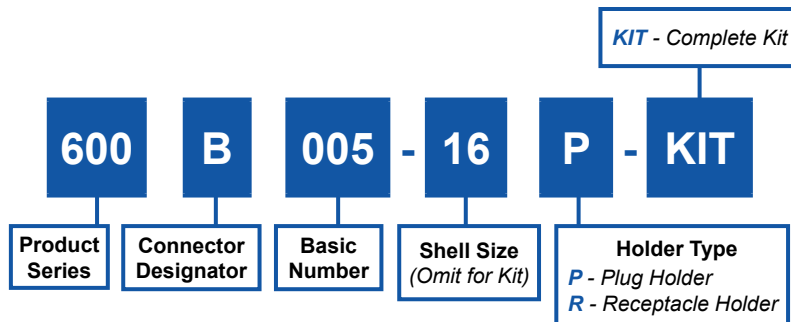 KIT - Complete Kit
600 B 005 - 16 P - KIT
Product
Series
Connector
Designator
Basic
Number
Shell Size
(Omit for Kit)
Holder Type
P - Plug Holder
R - Receptacle Holder